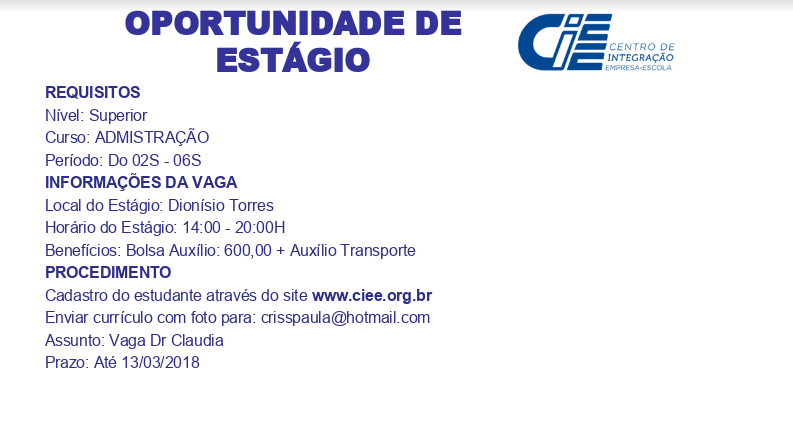 OPORTUNIDADE DE
ESTÁGIO
CIEE
CENTRO DE
INTEGRAÇÃO
EMPRESA-ESCOLA
REQUISITOS
Nível: Superior
Curso: ADMISTRAÇÃO
Período: Do 02S - 06S
INFORMAÇÕES DA VAGA
Local do Estágio: Dionísio Torres
Horário do Estágio: 14:00 - 20:00H
Benefícios: Bolsa Auxílio: 600,00 + Auxílio Transporte
PROCEDIMENTO
Cadastro do estudante através do site www.ciee.org.br
Enviar currículo com foto para: crisspaula@hotmail.com
Assunto: Vaga Dr Claudia
Prazo: Até 13/03/2018